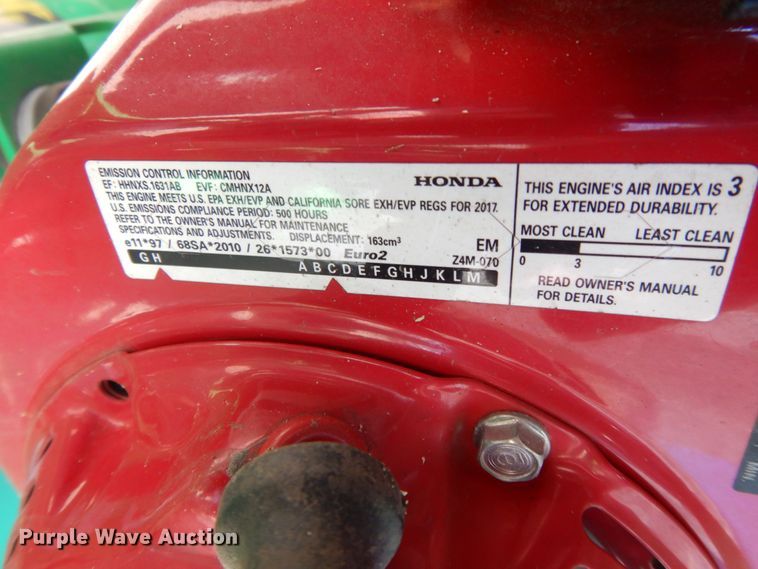 EMISSION CONTROL INFORMATION
EF: HHNXS.1631AB EVF: CMHNX12A HONDA
THIS ENGINE MEETS U.S. EPA EXH/EVP AND CALIFORNIA SORE EXH/EVP REGS FOR 2017.
U.S. EMISSIONS COMPLIANCE PERIOD: 500 HOURS
REFER TO THE OWNER'S MANUAL FOR MAINTENANCE
SPECIFICATIONS AND ADJUSTMENTS. DISPLACEMENT: 163cm³ EM
e11*97 / 68SA*2010 / 26*1573*00 Euro2 Z4M-070
GH ABCDEFGHJKLM
THIS ENGINE'S AIR INDEX IS 3
FOR EXTENDED DURABILITY.
MOST CLEAN LEAST CLEAN
0 3 10
READ OWNER'S MANUAL
FOR DETAILS.
MIN.
Purple Wave Auction